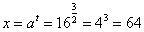 x = a^t = 16^{3/2} = 4^3 = 64